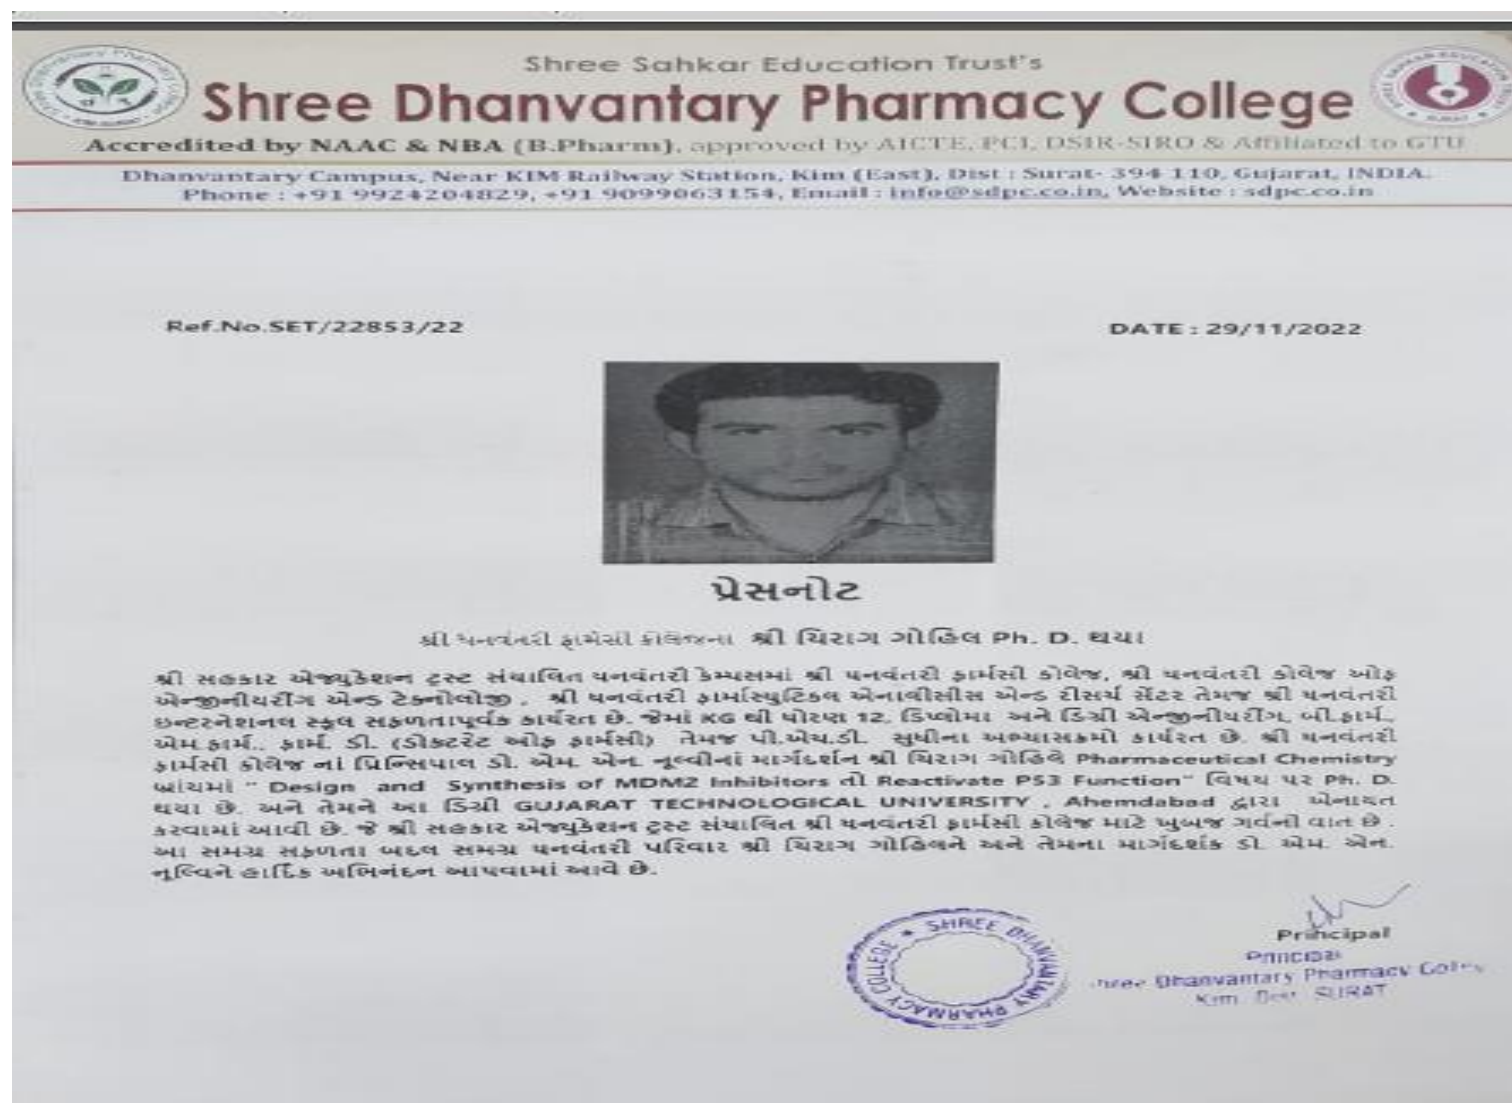 Shree Sahkar Education Trust's
Shree Dhanvantary Pharmacy College
Accredited by NAAC & NBA (B.Pharm), approved by AICTE, PCI, DSIR-SIRO & Affiliated to GTU
Dhanvantary Campus, Near KIM Railway Station, Kim (East), Dist : Surat- 394 110, Gujarat, INDIA.
Phone : +91 9924204829, +91 9099063154, Email : info@sdpc.co.in, Website : sdpc.co.in
Ref.No.SET/22853/22
DATE : 29/11/2022
પ્રેસનોટ
શ્રી ધનવંતરી ફાર્મસી કોલેજના શ્રી ચિરાગ ગોહિલ Ph. D. થયા
શ્રી સહકાર એજ્યુકેશન ટ્રસ્ટ સંચાલિત ધનવંતરી કેમ્પસમાં શ્રી ધનવંતરી ફાર્મસી કોલેજ, શ્રી ધનવંતરી કોલેજ ઓફ
એન્જીનીયરીંગ એન્ડ ટેક્નોલોજી , શ્રી ધનવંતરી ફાર્માસ્યુટિકલ એનાલીસીસ એન્ડ રીસર્ચ સેંટર તેમજ શ્રી ધનવંતરી
ઇન્ટરનેશનલ સ્કૂલ સફળતાપૂર્વક કાર્યરત છે. જેમાં KG થી ધોરણ 12, ડિપ્લોમા અને ડિગ્રી એન્જીનીયરીંગ, બી.ફાર્મ.,
એમ.ફાર્મ., ફાર્મ. ડી. (ડોક્ટરેટ ઓફ ફાર્મસી) તેમજ પી.એચ.ડી. સુધીના અભ્યાસક્રમો કાર્યરત છે. શ્રી ધનવંતરી
ફાર્મસી કોલેજ નાં પ્રિન્સિપાલ ડો. એમ. એન. નૂલ્વીનાં માર્ગદર્શન શ્રી ચિરાગ ગોહિલે Pharmaceutical Chemistry
બ્રાંચમાં " Design and Synthesis of MDM2 Inhibitors તો Reactivate P53 Function" વિષય પર Ph. D.
થયા છે. અને તેમને આ ડિગ્રી GUJARAT TECHNOLOGICAL UNIVERSITY , Ahemdabad દ્વારા એનાયત
કરવામાં આવી છે. જે શ્રી સહકાર એજ્યુકેશન ટ્રસ્ટ સંચાલિત શ્રી ધનવંતરી ફાર્મસી કોલેજ માટે ખુબજ ગર્વની વાત છે .
આ સમગ્ર સફળતા બદલ સમગ્ર ધનવંતરી પરિવાર શ્રી ચિરાગ ગોહિલને અને તેમના માર્ગદર્શક ડો. એમ. એન.
નૂલ્વિને હાર્દિક અભિનંદન આપવામાં આવે છે.
SHREE DHANVANTARY PHARMACY COLLEGE
Principal
Principal
Shree Dhanvantary Pharmacy
Kim. Dist. SURAT